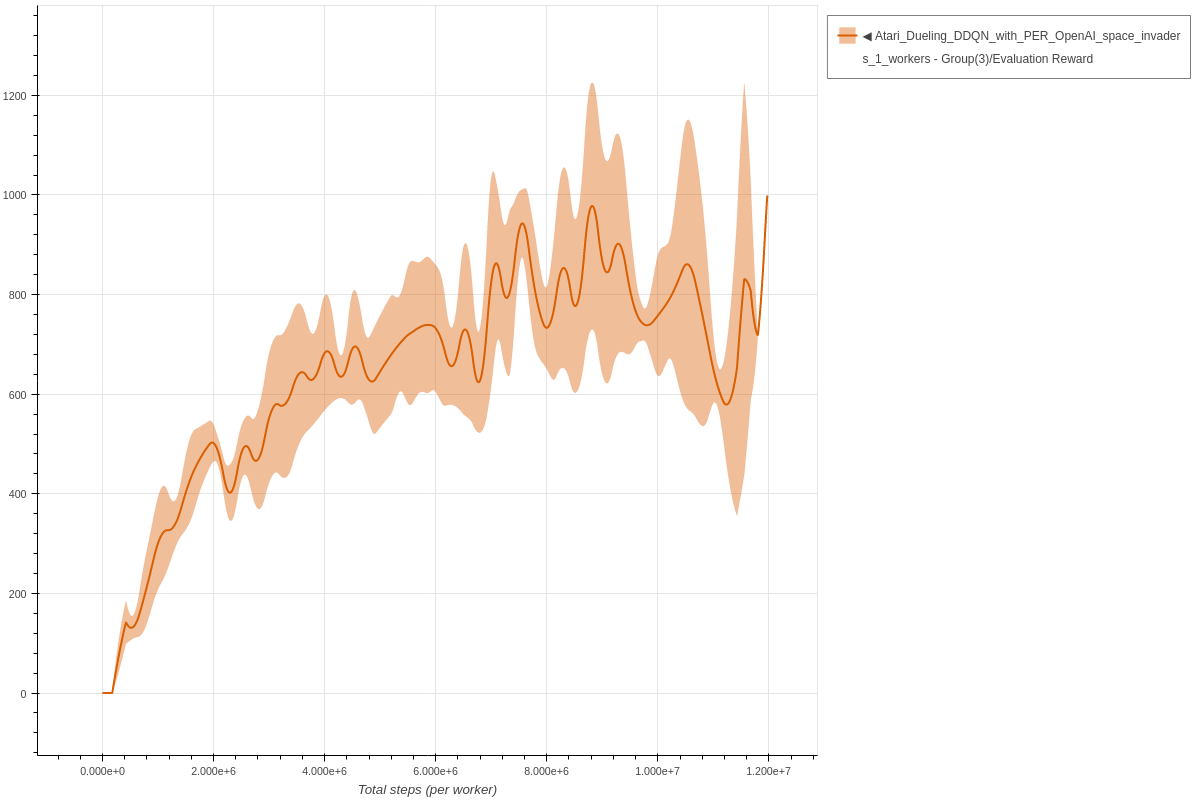 ◀ Atari_Dueling_DDQN_with_PER_OpenAI_space_invader
s_1_workers - Group(3)/Evaluation Reward
1200
1000
800
600
400
200
0
0.000e+0 2.000e+6 4.000e+6 6.000e+6 8.000e+6 1.000e+7 1.200e+7
Total steps (per worker)